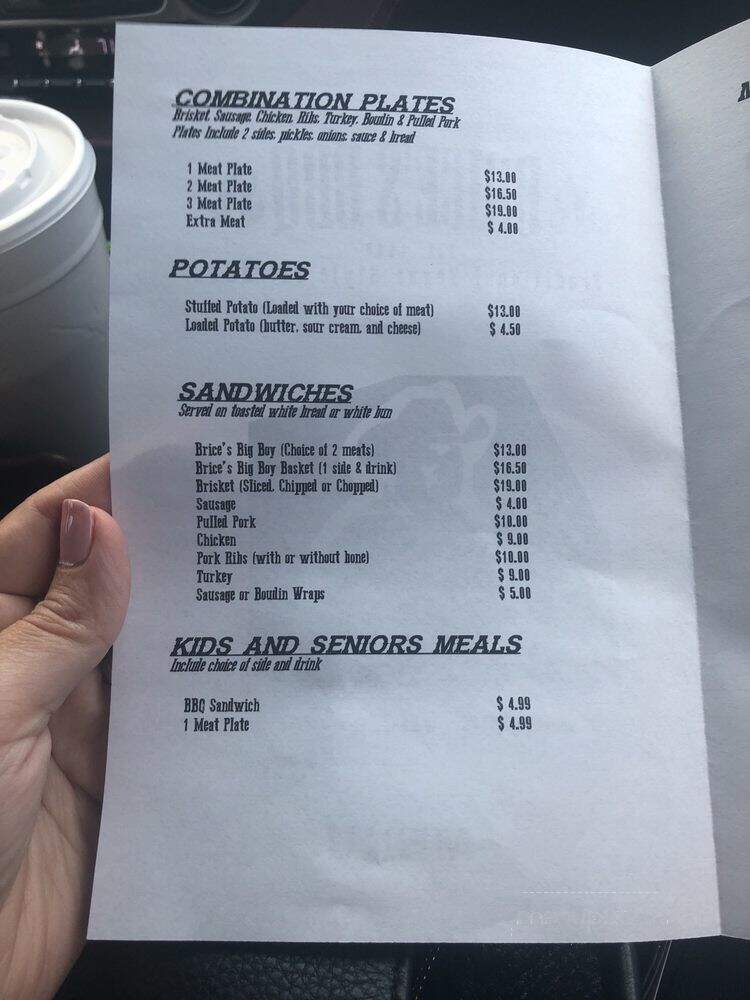 COMBINATION PLATES
Brisket, Sausage, Chicken, Ribs, Turkey, Boudin & Pulled Pork
Plates Include 2 sides, pickles, onions, sauce & bread
1 Meat Plate $13.00
2 Meat Plate $16.50
3 Meat Plate $19.00
Extra Meat $ 4.00
POTATOES
Stuffed Potato (Loaded with your choice of meat) $13.00
Loaded Potato (butter, sour cream, and cheese) $ 4.50
SANDWICHES
Served on toasted white bread or white bun
Brice's Big Boy (Choice of 2 meats) $13.00
Brice's Big Boy Basket (1 side & drink) $16.50
Brisket (Sliced, Chipped or Chopped) $19.00
Sausage $ 4.00
Pulled Pork $10.00
Chicken $ 9.00
Pork Ribs (with or without bone) $10.00
Turkey $ 9.00
Sausage or Boudin Wraps $ 5.00
KIDS AND SENIORS MEALS
Include choice of side and drink
BBQ Sandwich $ 4.99
1 Meat Plate $ 4.99